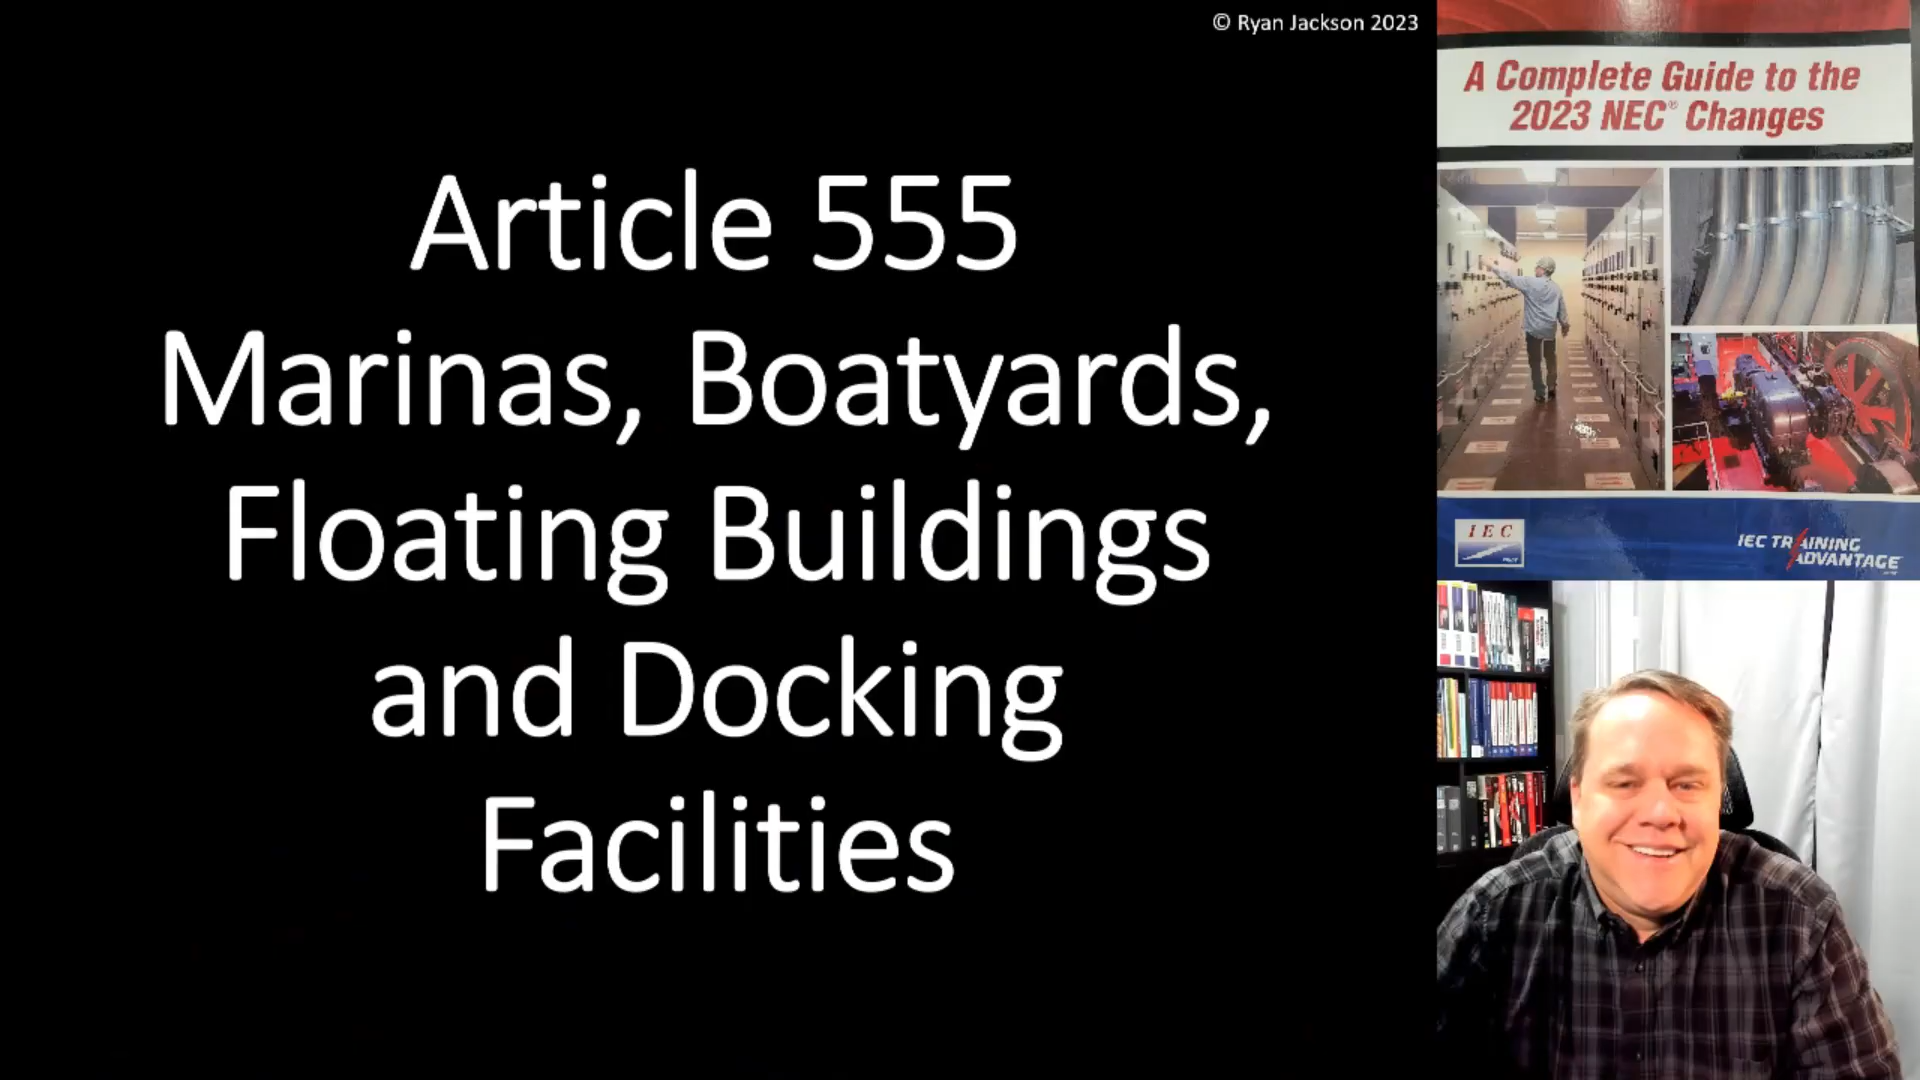 © Ryan Jackson 2023
Article 555
Marinas, Boatyards,
Floating Buildings
and Docking
Facilities
A Complete Guide to the
2023 NEC® Changes
IEC
IEC TRAINING
ADVANTAGE